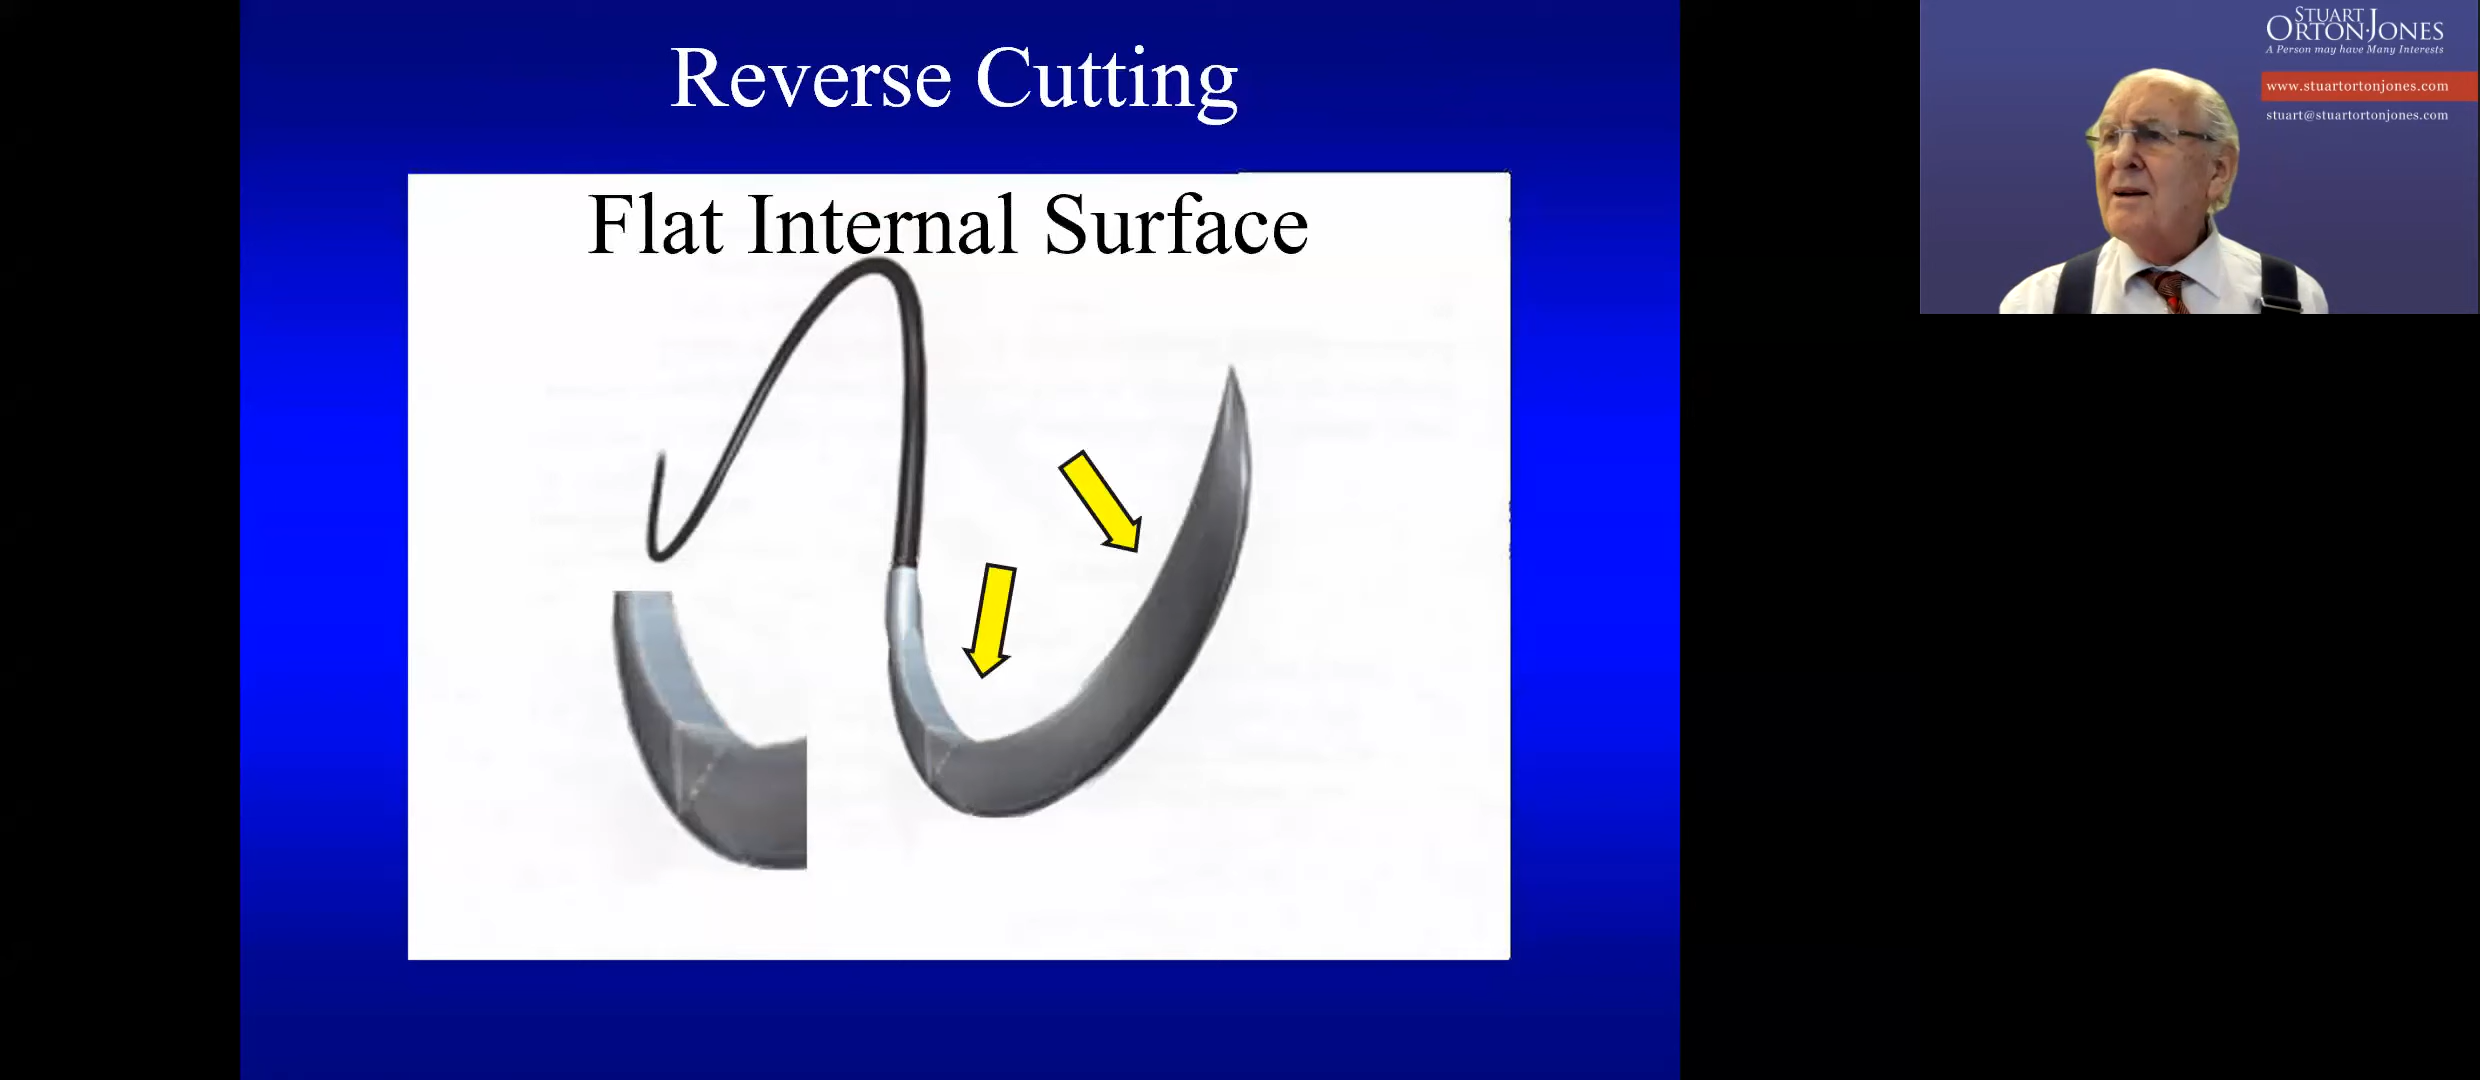 Reverse Cutting
Flat Internal Surface
STUART
ORTON-JONES
A Person may have Many Interests
www.stuartortonjones.com
stuart@stuartortonjones.com